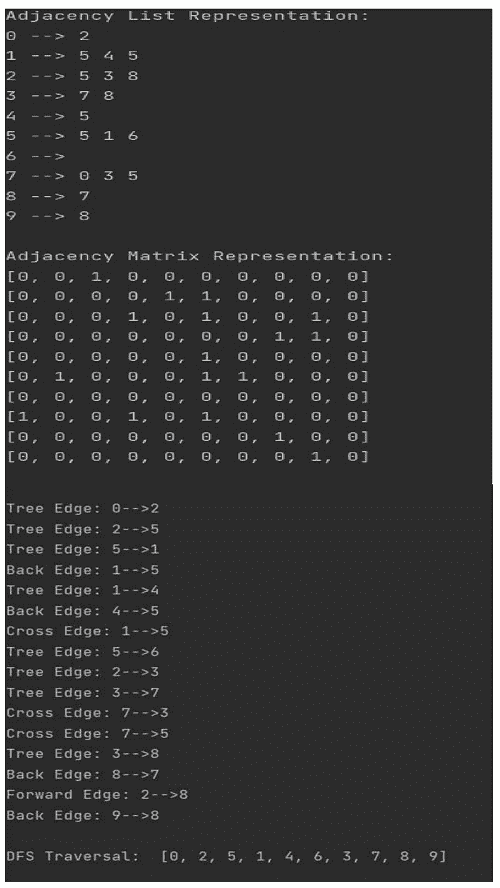 Adjacency List Representation:
0 --> 2
1 --> 5 4 5
2 --> 5 3 8
3 --> 7 8
4 --> 5
5 --> 5 1 6
6 -->
7 --> 0 3 5
8 --> 7
9 --> 8
Adjacency Matrix Representation:
[0, 0, 1, 0, 0, 0, 0, 0, 0, 0]
[0, 0, 0, 0, 1, 1, 0, 0, 0, 0]
[0, 0, 0, 1, 0, 1, 0, 0, 1, 0]
[0, 0, 0, 0, 0, 0, 0, 1, 1, 0]
[0, 0, 0, 0, 0, 1, 0, 0, 0, 0]
[0, 1, 0, 0, 0, 1, 1, 0, 0, 0]
[0, 0, 0, 0, 0, 0, 0, 0, 0, 0]
[1, 0, 0, 1, 0, 1, 0, 0, 0, 0]
[0, 0, 0, 0, 0, 0, 0, 1, 0, 0]
[0, 0, 0, 0, 0, 0, 0, 0, 1, 0]
Tree Edge: 0-->2
Tree Edge: 2-->5
Tree Edge: 5-->1
Back Edge: 1-->5
Tree Edge: 1-->4
Back Edge: 4-->5
Cross Edge: 1-->5
Tree Edge: 5-->6
Tree Edge: 2-->3
Tree Edge: 3-->7
Cross Edge: 7-->3
Cross Edge: 7-->5
Tree Edge: 3-->8
Back Edge: 8-->7
Forward Edge: 2-->8
Back Edge: 9-->8
DFS Traversal:  [0, 2, 5, 1, 4, 6, 3, 7, 8, 9]